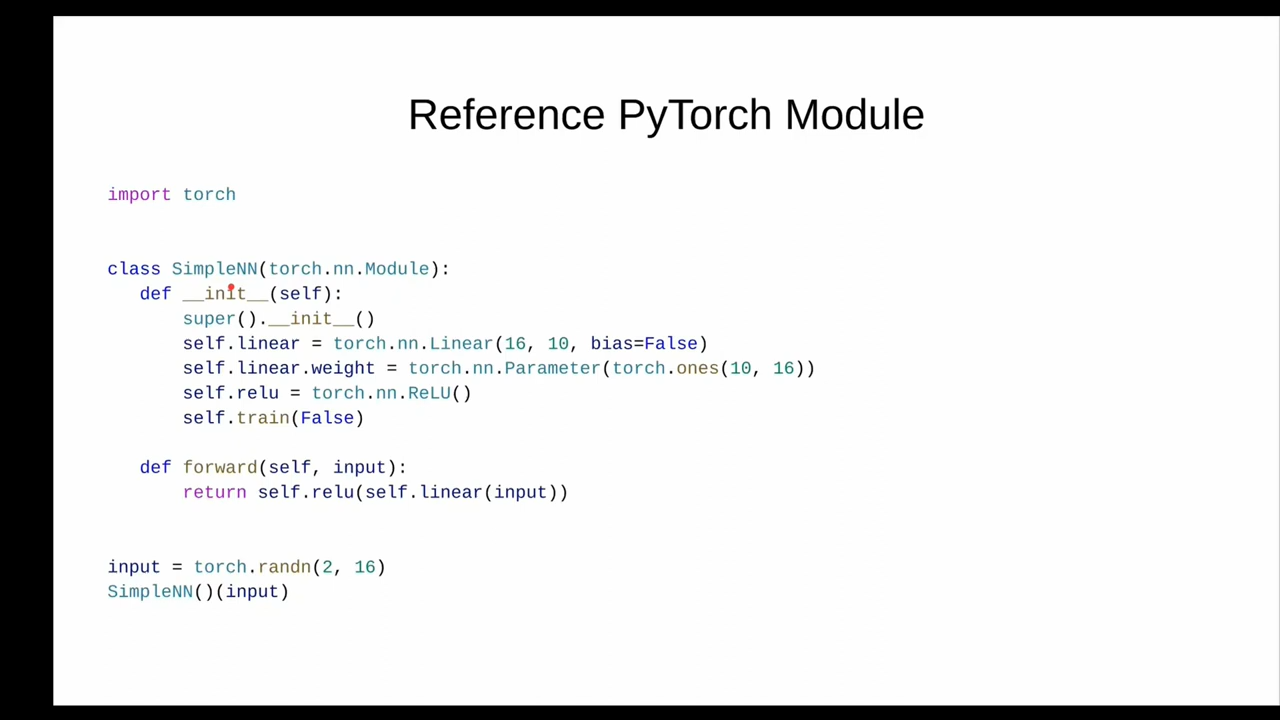 Reference PyTorch Module
import torch
class SimpleNN(torch.nn.Module):
def __init__(self):
super().__init__()
self.linear = torch.nn.Linear(16, 10, bias=False)
self.linear.weight = torch.nn.Parameter(torch.ones(10, 16))
self.relu = torch.nn.ReLU()
self.train(False)
def forward(self, input):
return self.relu(self.linear(input))
input = torch.randn(2, 16)
SimpleNN()(input)